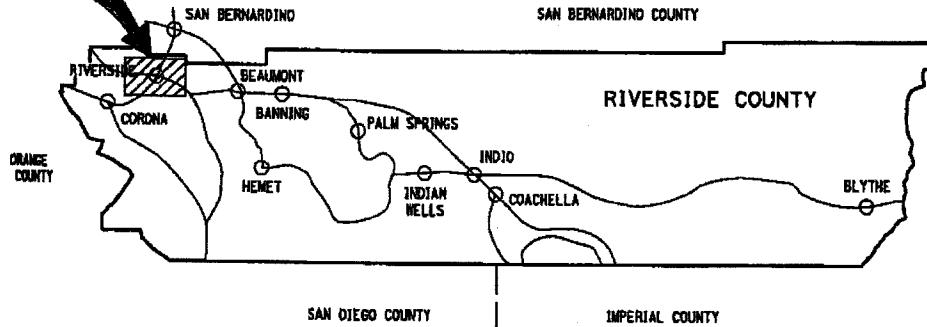 SAN BERNARDINO
SAN BERNARDINO COUNTY
RIVERSIDE
BEAUMONT
BANNING
RIVERSIDE COUNTY
CORONA
PALM SPRINGS
ORANGE
COUNTY
HEMET
INDIO
INDIAN
WELLS
COACHELLA
BLYTHE
SAN DIEGO COUNTY
IMPERIAL COUNTY